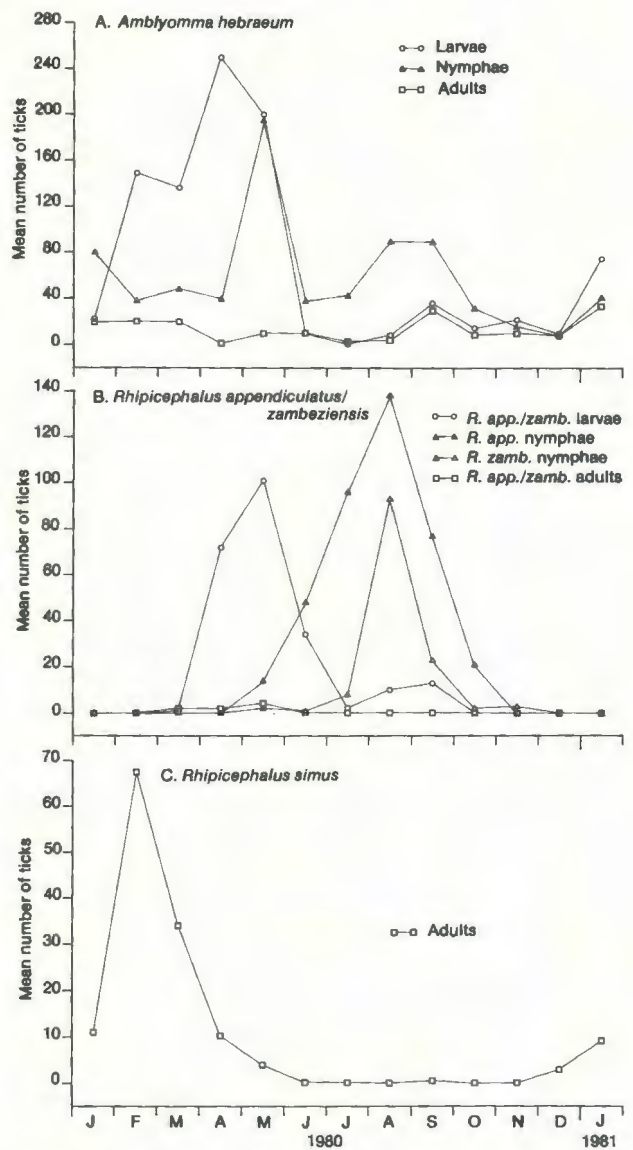 A. Amblyomma hebraeum
Larvae
Nymphae
Adults
Mean number of ticks
280
240
200
160
120
80
40
0
B. Rhipicephalus appendiculatus/
zambeziensis
R. app./zamb. larvae
R. app. nymphae
R. zamb. nymphae
R. app./zamb. adults
Mean number of ticks
140
120
100
80
60
40
20
0
C. Rhipicephalus simus
Adults
Mean number of ticks
70
60
50
40
30
20
10
0
J F M A M J J A S O N D J
1980 1981